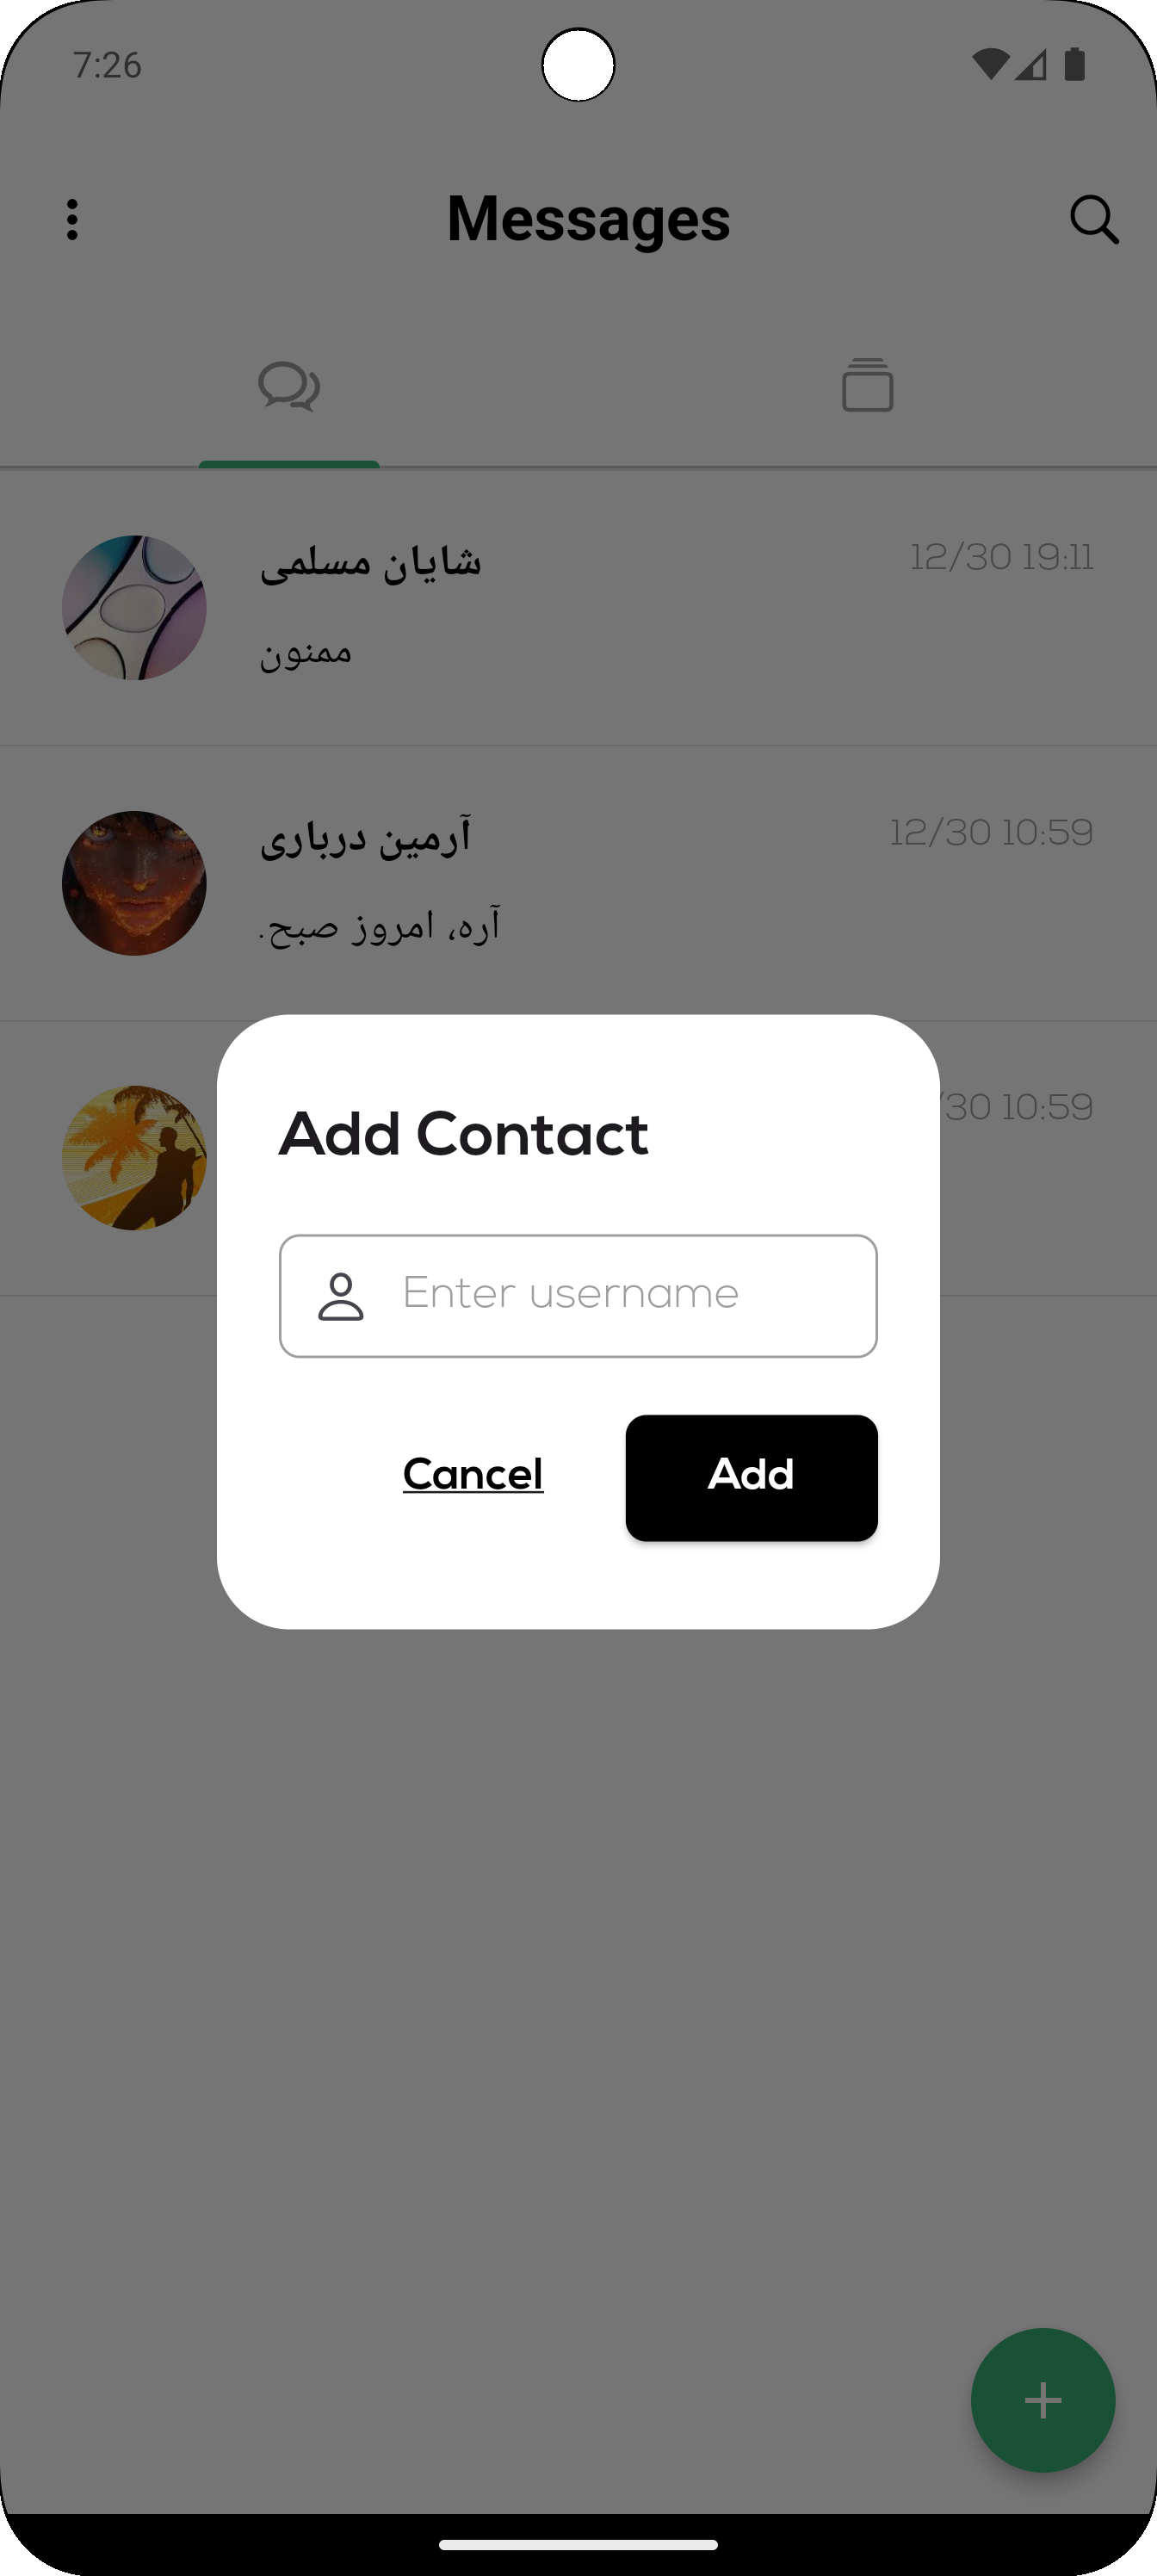 7:26
Messages
شایان مسلمی
12/30 19:11
ممنون
آرمین درباری
12/30 10:59
آره، امروز صبح.
/30 10:59
Add Contact
Enter username
Cancel
Add